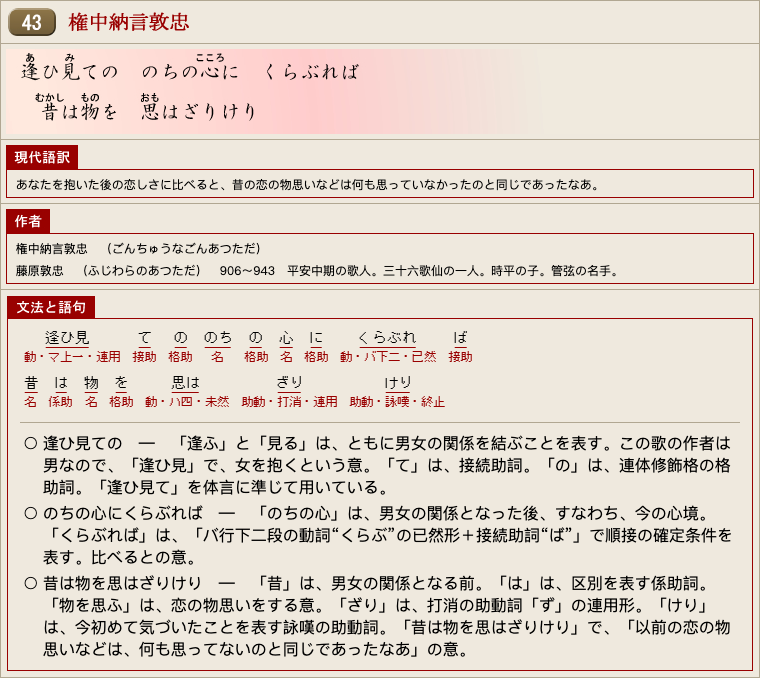 43 権中納言敦忠
あ み こころ
逢ひ見ての のちの心に くらぶれば
むかし もの おも
昔は物を 思はざりけり
現代語訳
あなたを抱いた後の恋しさに比べると、昔の恋の物思いなどは何も思っていなかったのと同じであったなあ。
作者
権中納言敦忠 (ごんちゅうなごんあつただ)
藤原敦忠 (ふじわらのあつただ) 906~943 平安中期の歌人。三十六歌仙の一人。時平の子。管弦の名手。
文法と語句
逢ひ見 て の のち の 心 に くらぶれ ば
動・マ上一・連用 接助 格助 名 格助 名 格助 動・バ下二・已然 接助
昔 は 物 を 思は ざり けり
名 係助 名 格助 動・ハ四・未然 助動・打消・連用 助動・詠嘆・終止
○ 逢ひ見ての ― 「逢ふ」と「見る」は、ともに男女の関係を結ぶことを表す。この歌の作者は
男なので、「逢ひ見」で、女を抱くという意。「て」は、接続助詞。「の」は、連体修飾格の格
助詞。「逢ひ見て」を体言に準じて用いている。
○ のちの心にくらぶれば ― 「のちの心」は、男女の関係となった後、すなわち、今の心境。
「くらぶれば」は、「バ行下二段の動詞“くらぶ”の已然形+接続助詞“ば”」で順接の確定条件を
表す。比べるとの意。
○ 昔は物を思はざりけり ― 「昔」は、男女の関係となる前。「は」は、区別を表す係助詞。
「物を思ふ」は、恋の物思いをする意。「ざり」は、打消の助動詞「ず」の連用形。「けり」
は、今初めて気づいたことを表す詠嘆の助動詞。「昔は物を思はざりけり」で、「以前の恋の物
思いなどは、何も思ってないのと同じであったなあ」の意。